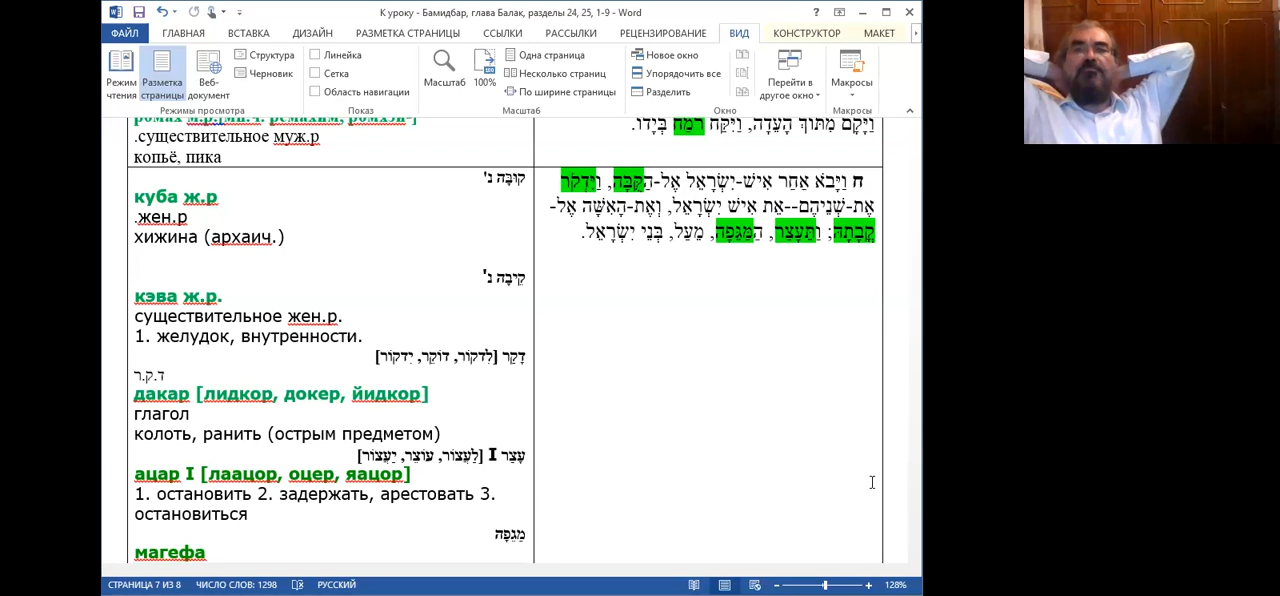 К уроку - Бамидбар, глава Балак, разделы 24, 25, 1-9 - Word
ФАЙЛ ГЛАВНАЯ ВСТАВКА ДИЗАЙН РАЗМЕТКА СТРАНИЦЫ ССЫЛКИ РАССЫЛКИ РЕЦЕНЗИРОВАНИЕ ВИД КОНСТРУКТОР МАКЕТ
Режим чтения
Разметка страницы
Веб-документ
Структура
Черновик
Режимы просмотра
Линейка
Сетка
Область навигации
Показ
Масштаб
100%
Одна страница
Несколько страниц
По ширине страницы
Масштаб
Новое окно
Упорядочить все
Разделить
Перейти в другое окно
Окно
Макросы
Макросы
ромах м.р.[мн.ч. ремахим, ромхэй-]
.существительное муж.р
копьё, пика
וַיָּקָם מִתּוֹךְ הָעֵדָה, וַיִּקַּח רֹמַח בְּיָדוֹ.
קוּבָּה נ'
куба ж.р
.жен.р
хижина (архаич.)
קֵיבָה נ'
кэва ж.р.
существительное жен.р.
1. желудок, внутренности.
דָקַר [לִדקוֹר, דוֹקֵר, יִדקוֹר]
ד.ק.ר
дакар [лидкор, докер, йидкор]
глагол
колоть, ранить (острым предметом)
עָצַר I [לַעֲצוֹר, עוֹצֵר, יַעֲצוֹר]
ацар I [лаацор, оцер, яацор]
1. остановить 2. задержать, арестовать 3.
остановиться
מַגֵפָה
магефа
ח וַיָּבֹא אַחַר אִישׁ-יִשְׂרָאֵל אֶל-הַקֻּבָּה, וַיִּדְקֹר
אֶת-שְׁנֵיהֶם--אֵת אִישׁ יִשְׂרָאֵל, וְאֶת-הָאִשָּׁה אֶל-
קֳבָתָהּ; וַתֵּעָצַר, הַמַּגֵּפָה, מֵעַל, בְּנֵי יִשְׂרָאֵל.
СТРАНИЦА 7 ИЗ 8 ЧИСЛО СЛОВ: 1298 РУССКИЙ 128%